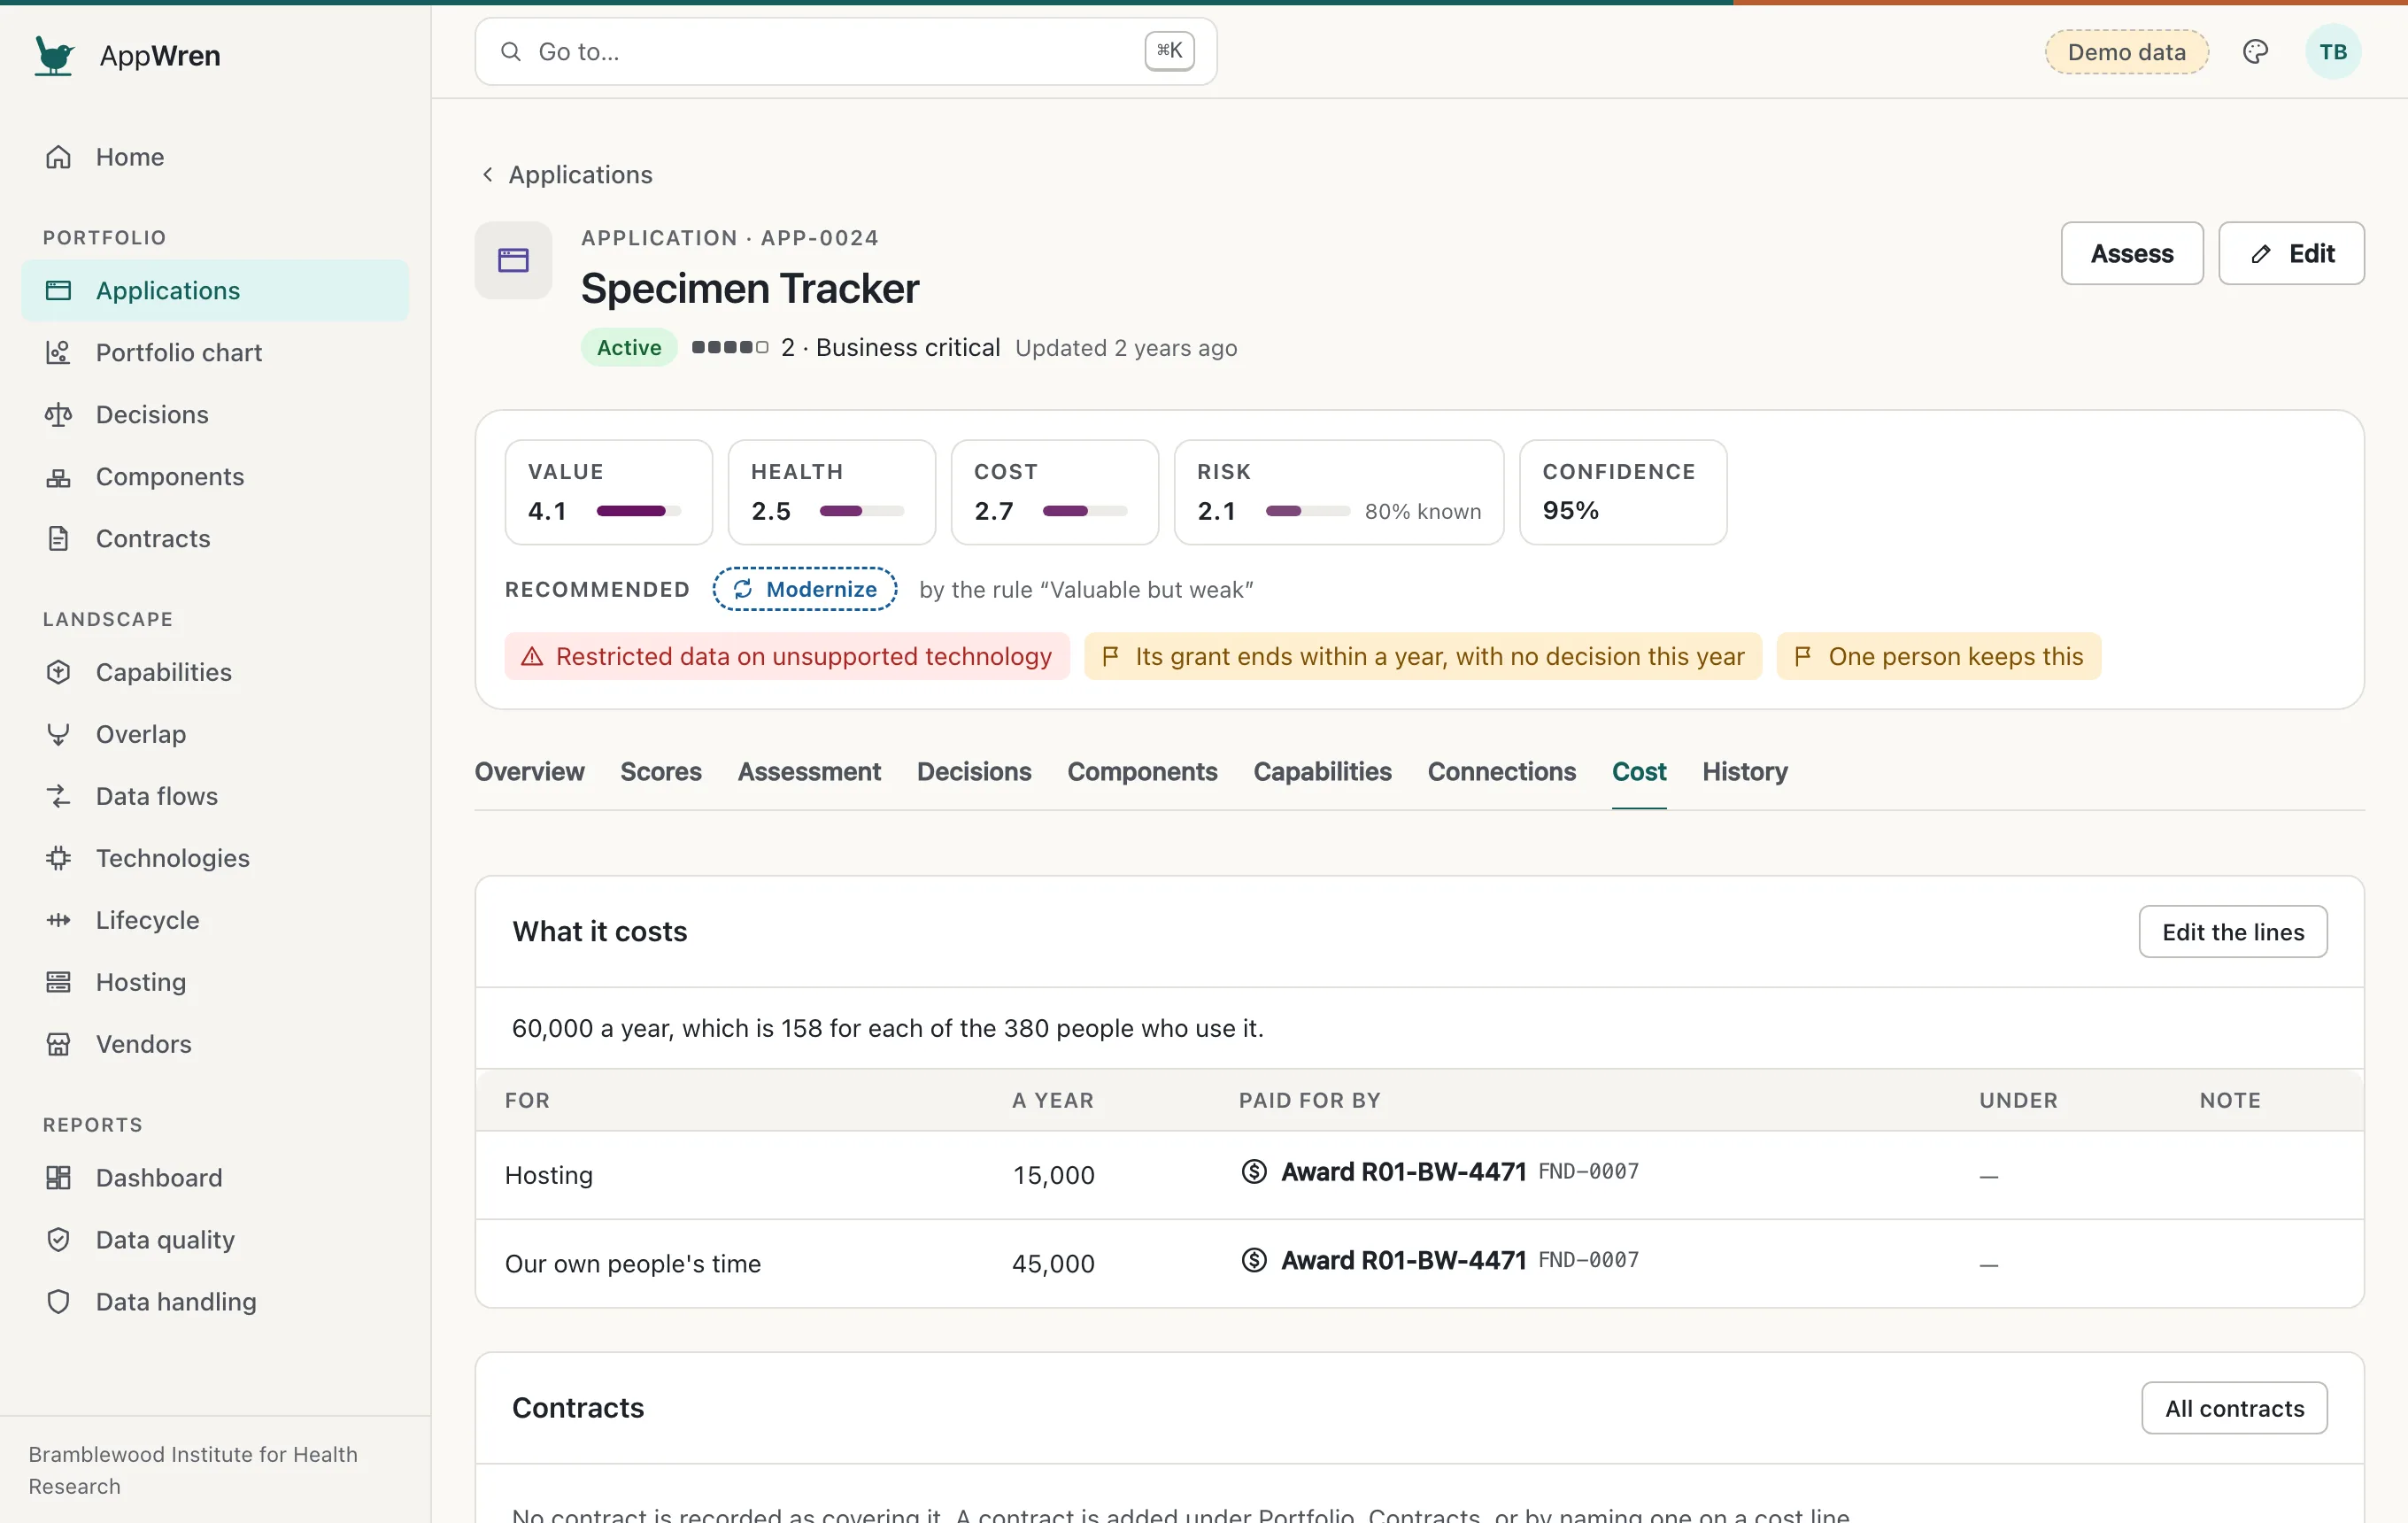 AppWren
Go to...
⌘K
Demo data
TB
Home
PORTFOLIO
Applications
Portfolio chart
Decisions
Components
Contracts
LANDSCAPE
Capabilities
Overlap
Data flows
Technologies
Lifecycle
Hosting
Vendors
REPORTS
Dashboard
Data quality
Data handling
Bramblewood Institute for Health
Research
Applications
APPLICATION · APP-0024
Specimen Tracker
Active 2 · Business critical Updated 2 years ago
Assess
Edit
VALUE
4.1
HEALTH
2.5
COST
2.7
RISK
2.1 80% known
CONFIDENCE
95%
RECOMMENDED Modernize by the rule “Valuable but weak”
Restricted data on unsupported technology
Its grant ends within a year, with no decision this year
One person keeps this
Overview Scores Assessment Decisions Components Capabilities Connections Cost History
What it costs
Edit the lines
60,000 a year, which is 158 for each of the 380 people who use it.
FOR A YEAR PAID FOR BY UNDER NOTE
Hosting 15,000 Award R01-BW-4471 FND-0007 —
Our own people's time 45,000 Award R01-BW-4471 FND-0007 —
Contracts
All contracts
No contract is recorded as covering it. A contract is added under Portfolio, Contracts, or by naming one on a cost line.